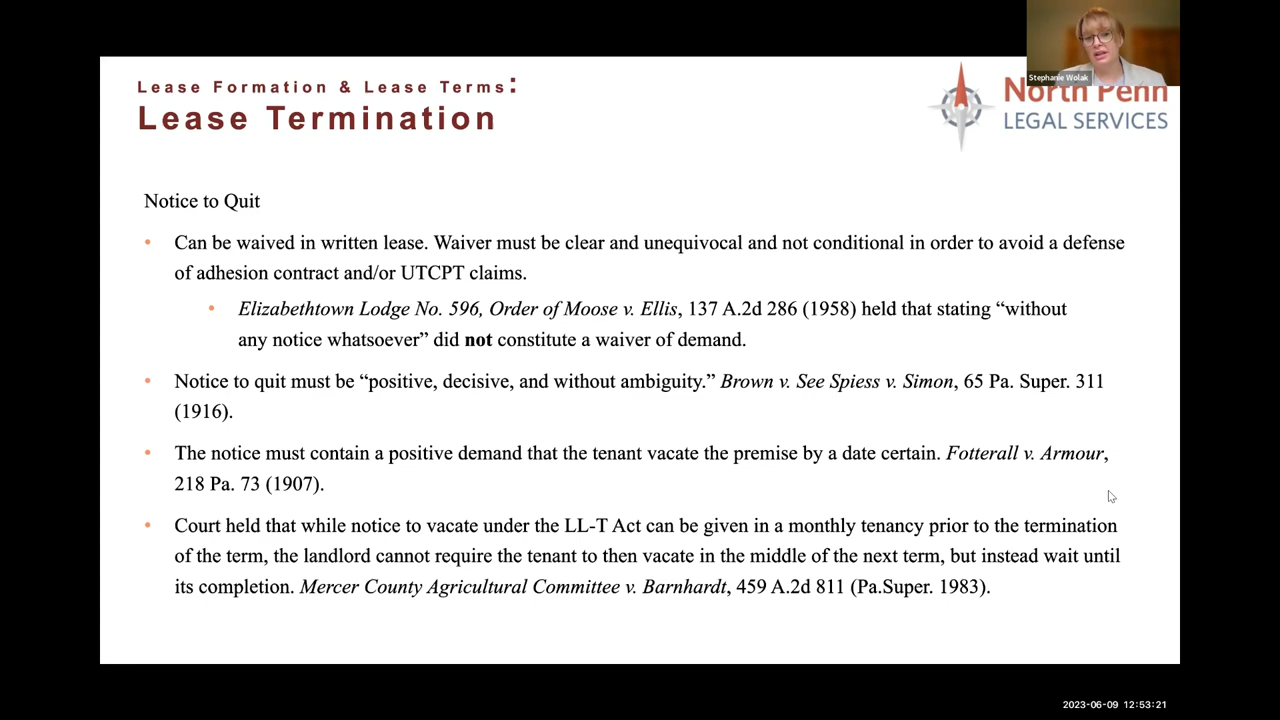 Stephanie Wolak
Lease Formation & Lease Terms:
Lease Termination
North Penn
LEGAL SERVICES
Notice to Quit
• Can be waived in written lease. Waiver must be clear and unequivocal and not conditional in order to avoid a defense
of adhesion contract and/or UTCPT claims.
• Elizabethtown Lodge No. 596, Order of Moose v. Ellis, 137 A.2d 286 (1958) held that stating “without
any notice whatsoever” did not constitute a waiver of demand.
• Notice to quit must be “positive, decisive, and without ambiguity.” Brown v. See Spiess v. Simon, 65 Pa. Super. 311
(1916).
• The notice must contain a positive demand that the tenant vacate the premise by a date certain. Fotterall v. Armour,
218 Pa. 73 (1907).
• Court held that while notice to vacate under the LL-T Act can be given in a monthly tenancy prior to the termination
of the term, the landlord cannot require the tenant to then vacate in the middle of the next term, but instead wait until
its completion. Mercer County Agricultural Committee v. Barnhardt, 459 A.2d 811 (Pa.Super. 1983).
2023-06-09 12:53:21